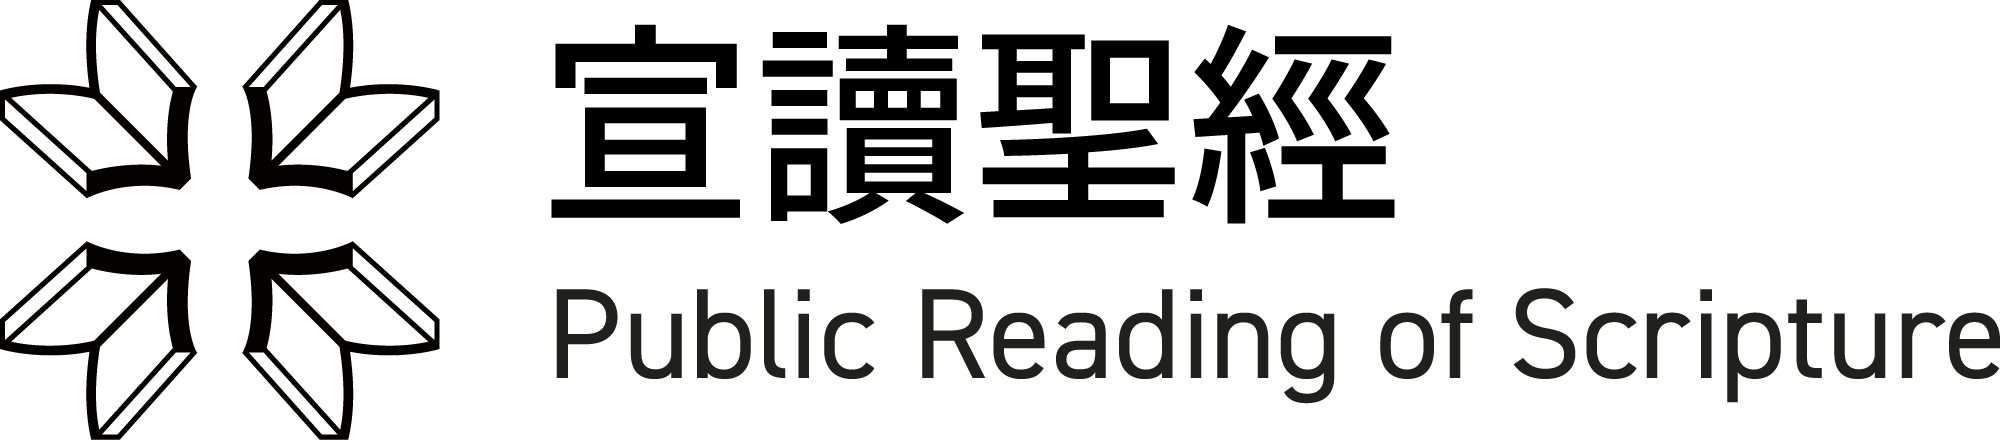 宣讀聖經
Public Reading of Scripture